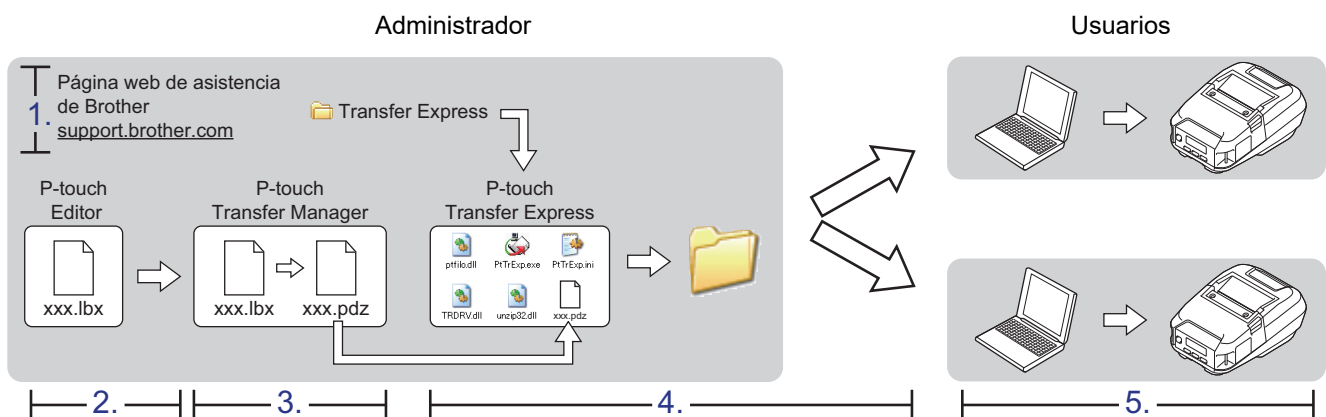 Administrador
Usuarios
1.
Página web de asistencia
de Brother
support.brother.com
Transfer Express
P-touch
Editor
xxx.lbx
P-touch
Transfer Manager
xxx.lbx
xxx.pdz
P-touch
Transfer Express
ptfilo.dll
PtTrExp.exe
PtTrExp.ini
TRDRV.dll
unzip32.dll
xxx.pdz
2.
3.
4.
5.